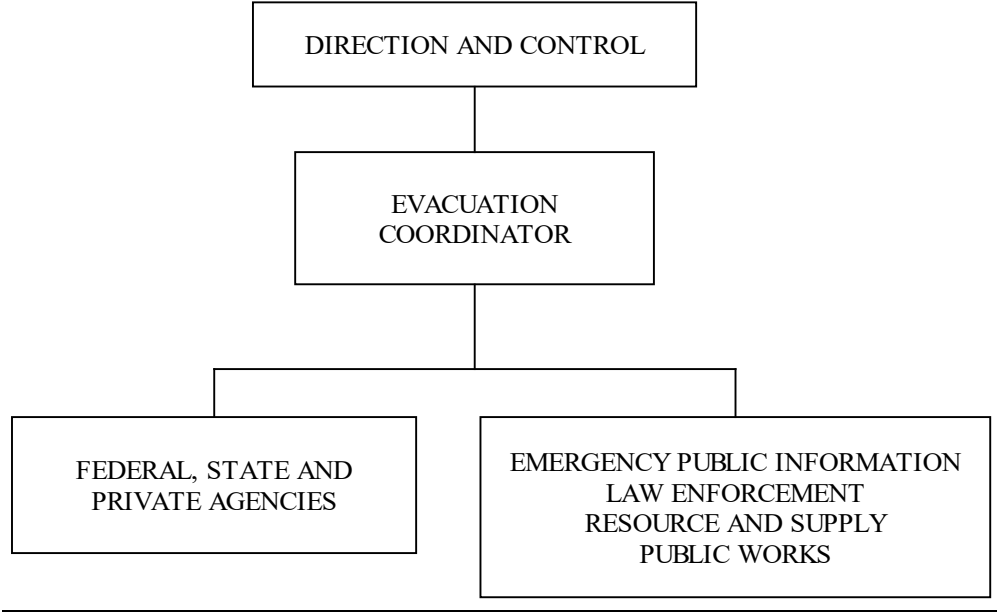 DIRECTION AND CONTROL
EVACUATION
COORDINATOR
FEDERAL, STATE AND
PRIVATE AGENCIES
EMERGENCY PUBLIC INFORMATION
LAW ENFORCEMENT
RESOURCE AND SUPPLY
PUBLIC WORKS